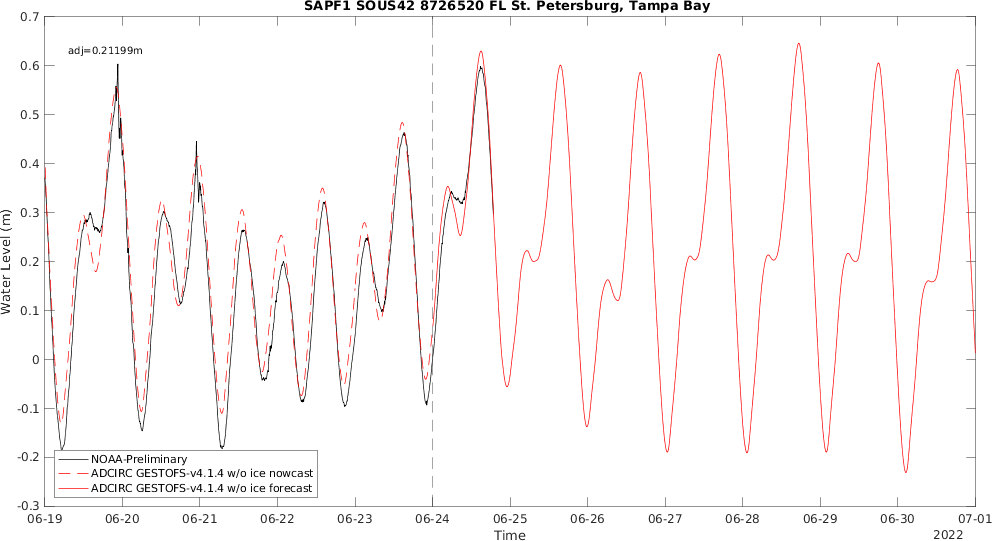 SAPF1 SOUS42 8726520 FL St. Petersburg, Tampa Bay
adj=0.21199m
Water Level (m)
0.7
0.6
0.5
0.4
0.3
0.2
0.1
0
-0.1
-0.2
-0.3
NOAA-Preliminary
ADCIRC GESTOFS-v4.1.4 w/o ice nowcast
ADCIRC GESTOFS-v4.1.4 w/o ice forecast
06-19 06-20 06-21 06-22 06-23 06-24 06-25 06-26 06-27 06-28 06-29 06-30 07-01
Time
2022